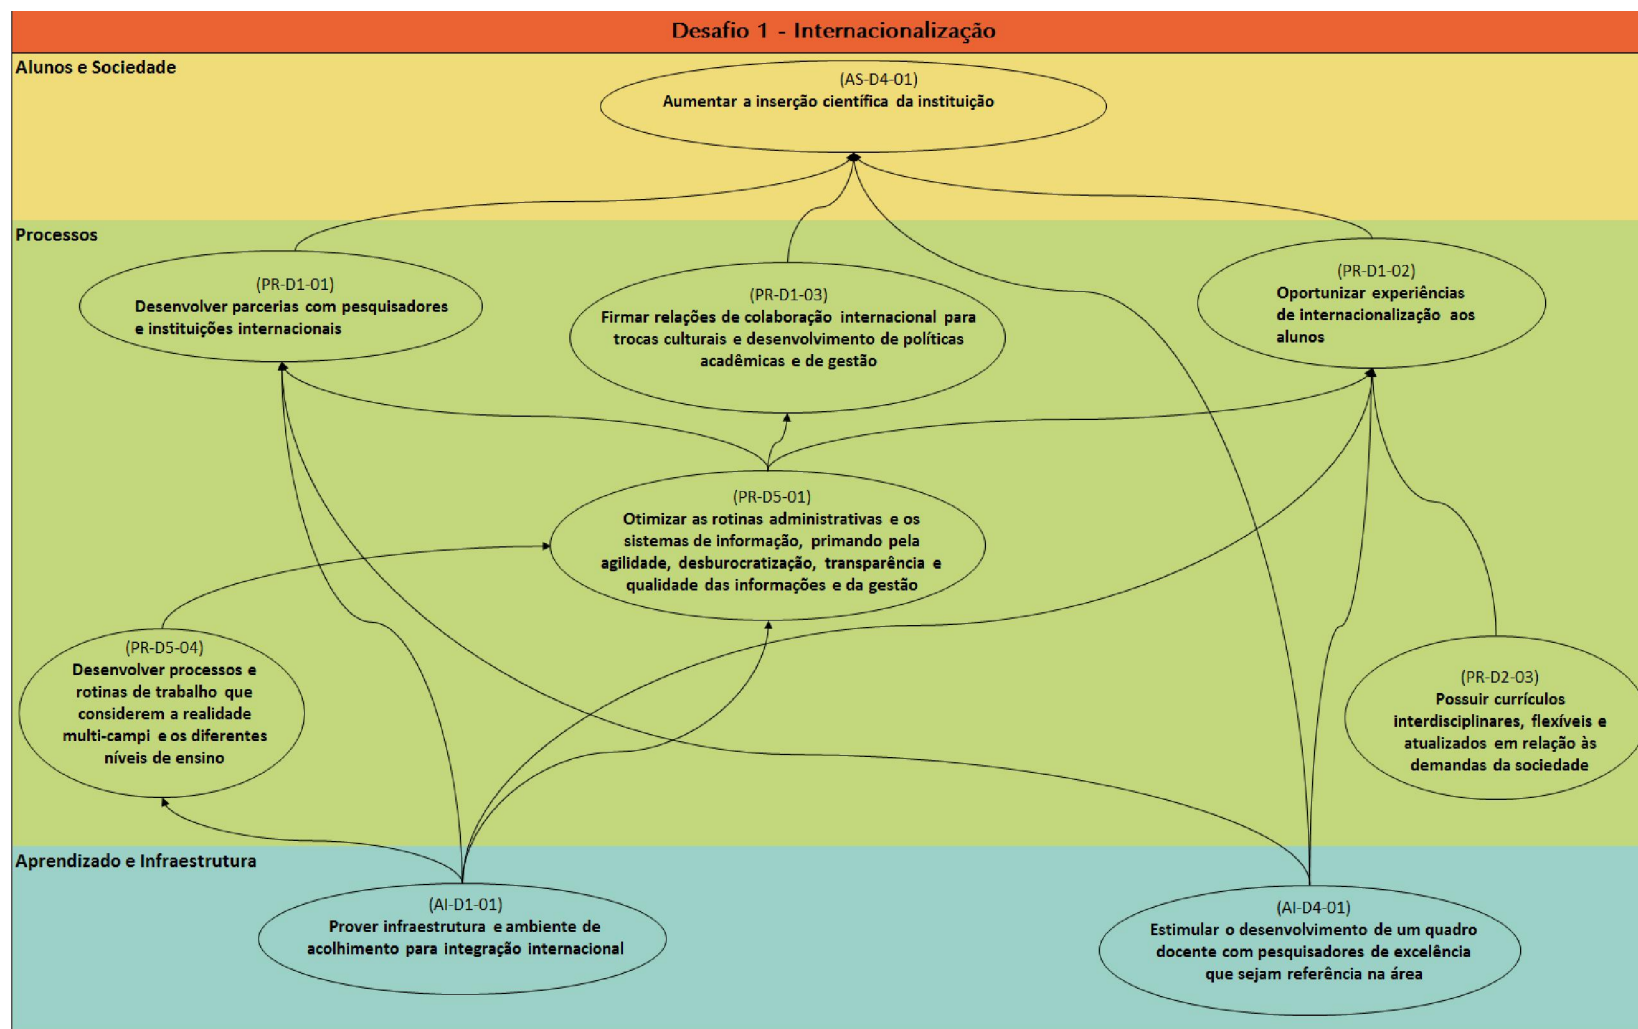 Desafio 1 - Internacionalização
Alunos e Sociedade
(AS-D4-01)
Aumentar a inserção científica da instituição
Processos
(PR-D1-01)
Desenvolver parcerias com pesquisadores
e instituições internacionais
(PR-D1-03)
Firmar relações de colaboração internacional para
trocas culturais e desenvolvimento de políticas
acadêmicas e de gestão
(PR-D1-02)
Oportunizar experiências
de internacionalização aos
alunos
(PR-D5-01)
Otimizar as rotinas administrativas e os
sistemas de informação, primando pela
agilidade, desburocratização, transparência e
qualidade das informações e da gestão
(PR-D5-04)
Desenvolver processos e
rotinas de trabalho que
considerem a realidade
multi-campi e os diferentes
níveis de ensino
(PR-D2-03)
Possuir currículos
interdisciplinares, flexíveis e
atualizados em relação às
demandas da sociedade
Aprendizado e Infraestrutura
(AI-D1-01)
Prover infraestrutura e ambiente de
acolhimento para integração internacional
(AI-D4-01)
Estimular o desenvolvimento de um quadro
docente com pesquisadores de excelência
que sejam referência na área